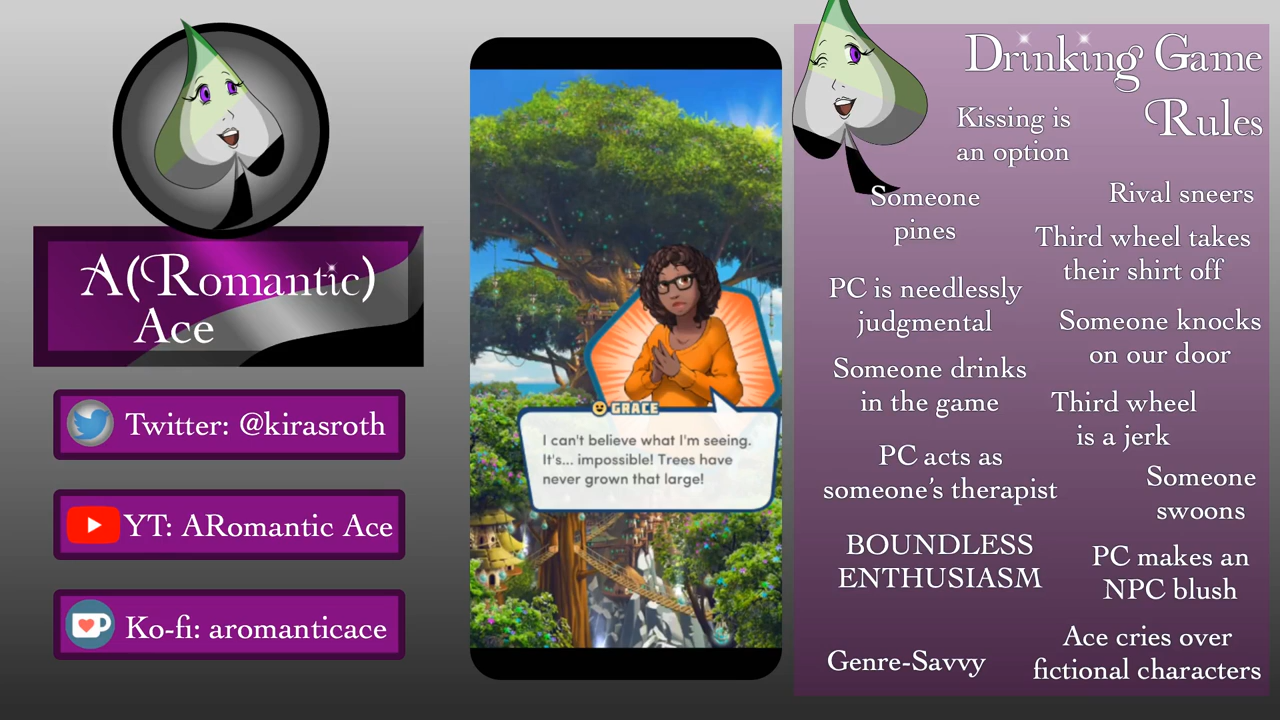 A(Romantic)
Ace
Twitter: @kirasroth
YT: ARomantic Ace
Ko-fi: aromanticace
GRACE
I can't believe what I'm seeing.
It's... impossible! Trees have
never grown that large!
Drinking Game
Rules
Kissing is
an option
Someone
pines
Rival sneers
Third wheel takes
their shirt off
PC is needlessly
judgmental
Someone knocks
on our door
Someone drinks
in the game
Third wheel
is a jerk
PC acts as
someone's therapist
Someone
swoons
BOUNDLESS
ENTHUSIASM
PC makes an
NPC blush
Genre-Savvy
Ace cries over
fictional characters